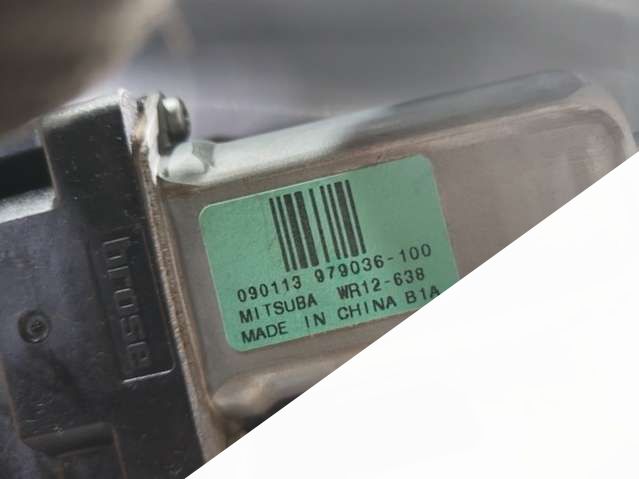 brose
090113 979036-100
MITSUBA WR12-638
MADE IN CHINA B1A